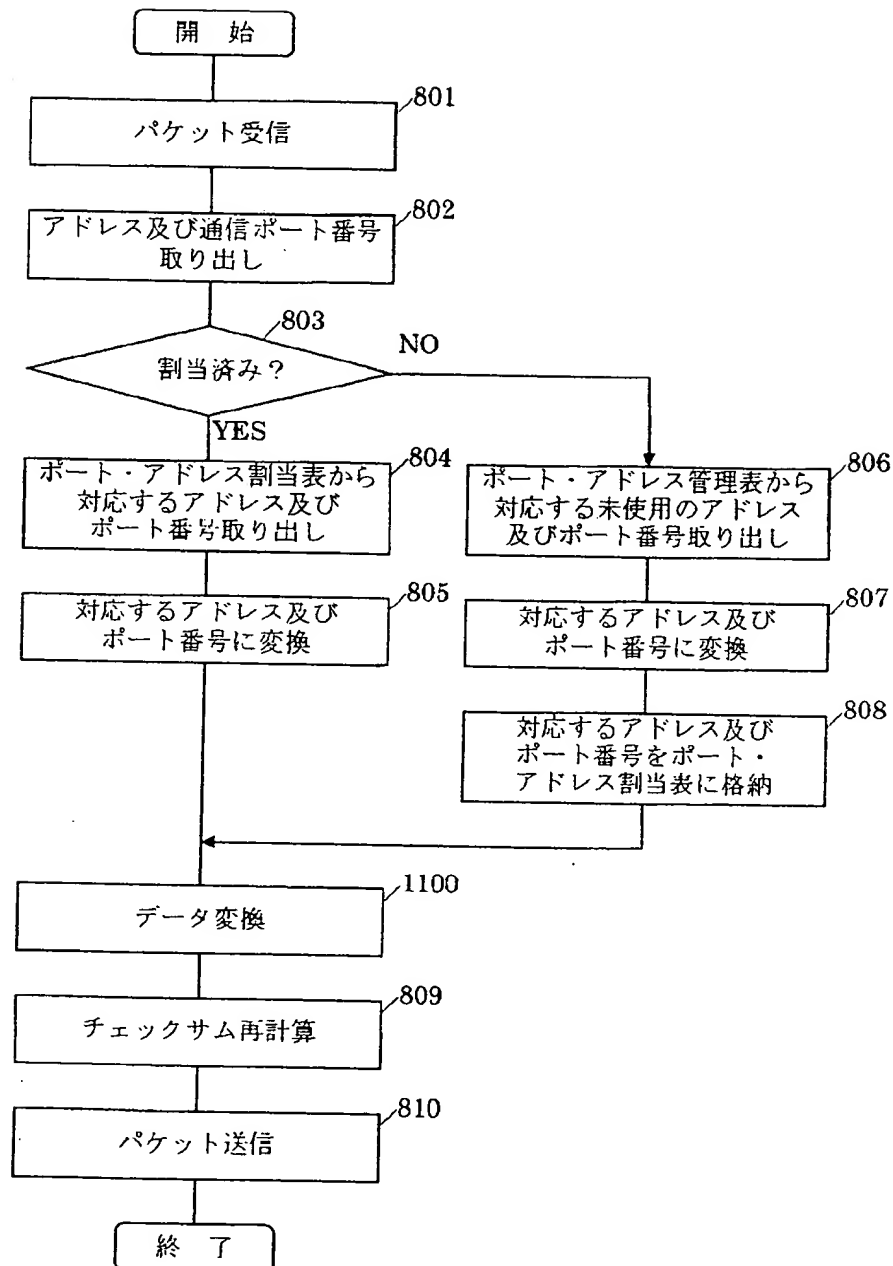 開 始
801
パケット受信
802
アドレス及び通信ポート番号
取り出し
803
割当済み?
NO
YES
804
ポート・アドレス割当表から
対応するアドレス及び
ポート番号取り出し
805
対応するアドレス及び
ポート番号に変換
806
ポート・アドレス管理表から
対応する未使用のアドレス
及びポート番号取り出し
807
対応するアドレス及び
ポート番号に変換
808
対応するアドレス及び
ポート番号をポート・
アドレス割当表に格納
1100
データ変換
809
チェックサム再計算
810
パケット送信
終 了